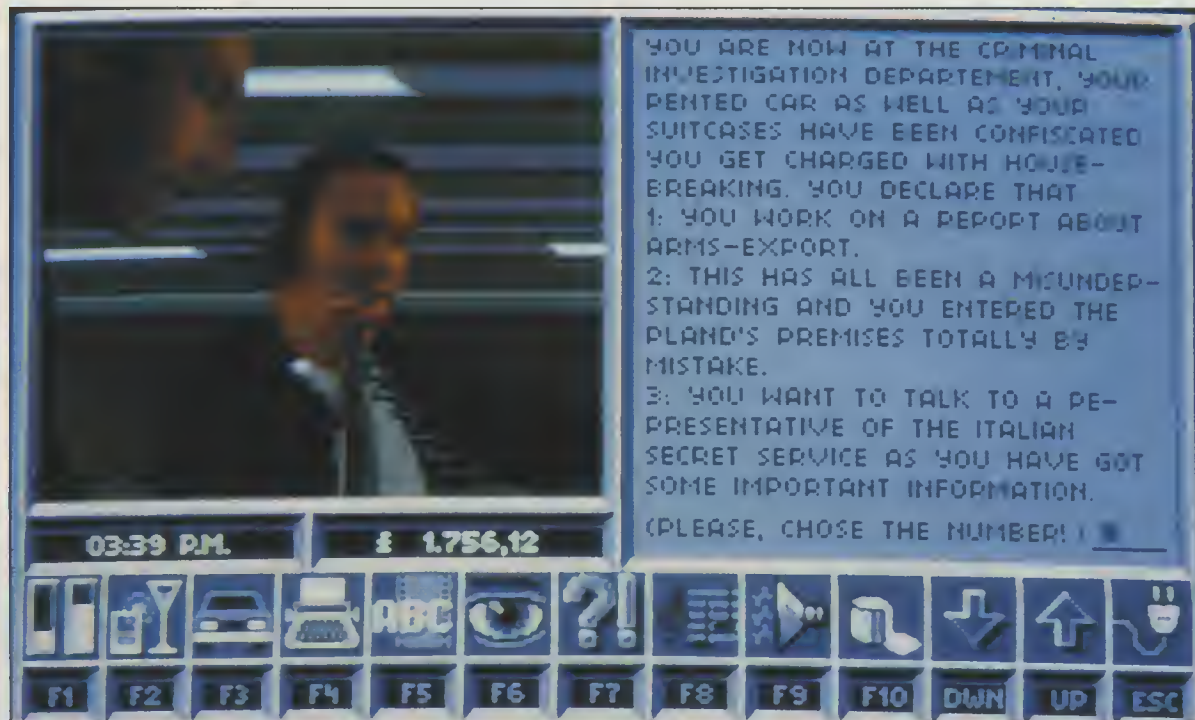 YOU ARE NOW AT THE CRIMINAL
INVESTIGATION DEPARTEMENT, YOUR
RENTED CAR AS WELL AS YOUR
SUITCASES HAVE BEEN CONFISCATED
YOU GET CHARGED WITH HOUSE-
BREAKING. YOU DECLARE THAT
1: YOU WORK ON A REPORT ABOUT
ARMS-EXPORT.
2: THIS HAS ALL BEEN A MISUNDER-
STANDING AND YOU ENTERED THE
PLAND'S PREMISES TOTALLY BY
MISTAKE.
3: YOU WANT TO TALK TO A RE-
PRESENTATIVE OF THE ITALIAN
SECRET SERVICE AS YOU HAVE GOT
SOME IMPORTANT INFORMATION.
(PLEASE, CHOSE THE NUMBER!)
03:39 P.M. £ 1.756,12
ABC ?!
F1 F2 F3 F4 F5 F6 F7 F8 F9 F10 DWN UP ESC